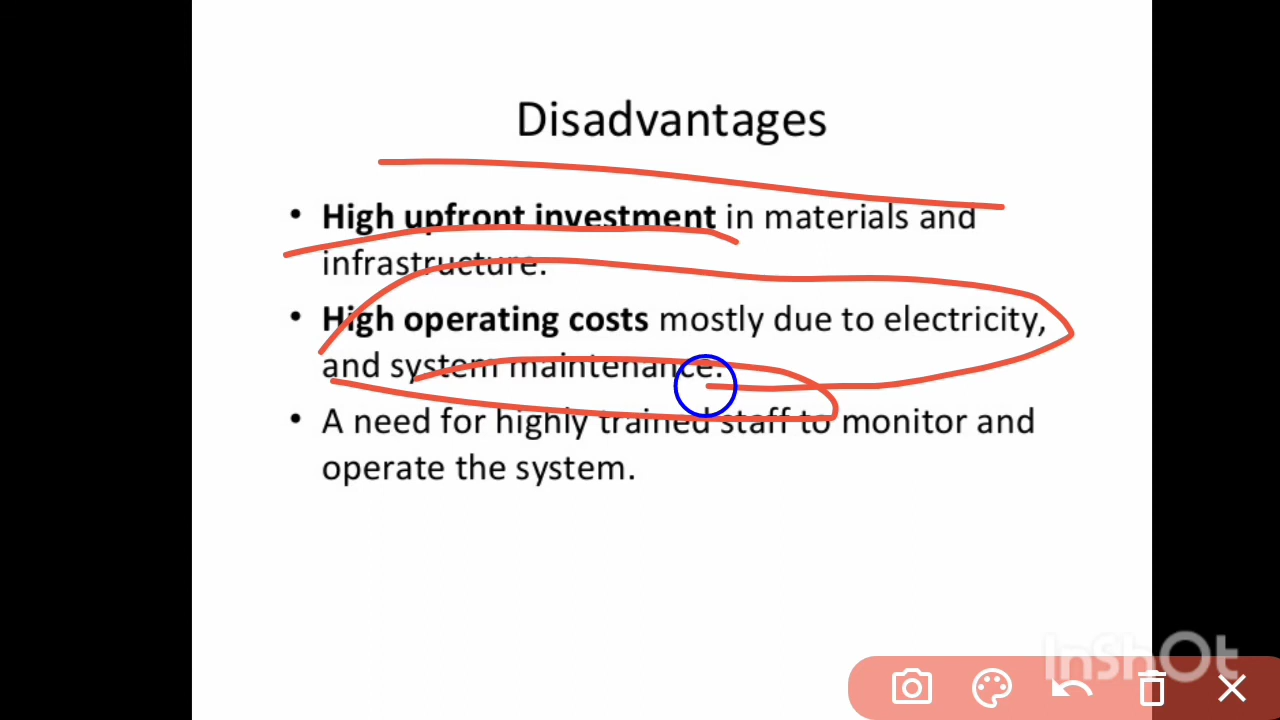 Disadvantages
• High upfront investment in materials and
infrastructure.
• High operating costs mostly due to electricity,
and system maintenance.
• A need for highly trained staff to monitor and
operate the system.
InShOt